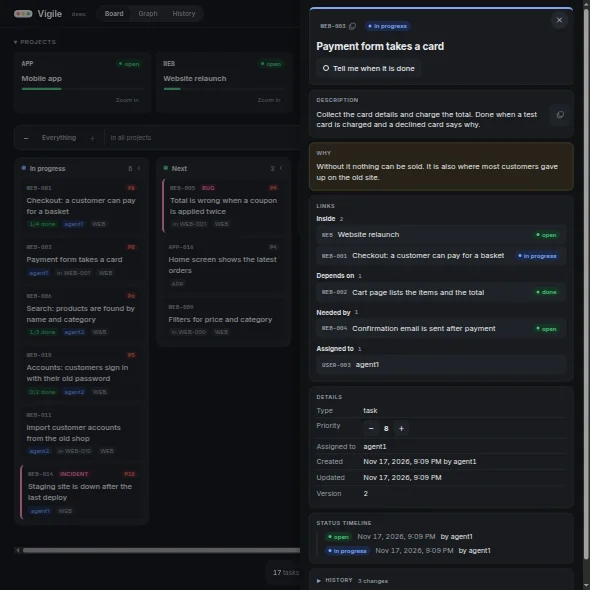 Vigile demo Board Graph History
▼ PROJECTS
APP open
Mobile app
Zoom in
WEB open
Website relaunch
Zoom in
− Everything + in all projects
In progress 6
WEB-001 P8
Checkout: a customer can pay
for a basket
1/4 done agent1 WEB
WEB-003 P8
Payment form takes a card
agent1 in WEB-001 WEB
WEB-006
Search: products are found by
name and category
1/3 done agent2 WEB
WEB-010 P5
Accounts: customers sign in
with their old password
0/2 done agent2 WEB
WEB-011
Import customer accounts
from the old shop
agent2 in WEB-010 WEB
WEB-014 INCIDENT P10
Staging site is down after the
last deploy
agent1 WEB
Next 3
WEB-005 BUG P9
Total is wrong when a coupon
is applied twice
in WEB-001 WEB
APP-016 P4
Home screen shows the latest
orders
APP
Filters for price and category
WEB
17 tasks
WEB-003 in progress
Payment form takes a card
Tell me when it is done
DESCRIPTION
Collect the card details and charge the total. Done when a test
card is charged and a declined card says why.
WHY
Without it nothing can be sold. It is also where most customers gave
up on the old site.
LINKS
Inside 2
WEB Website relaunch open
WEB-001 Checkout: a customer can pay for a basket in progress
Depends on 1
WEB-002 Cart page lists the items and the total done
Needed by 1
WEB-004 Confirmation email is sent after payment open
Assigned to 1
USER-003 agent1
DETAILS
Type task
Priority − 8 +
Assigned to agent1
Created Nov 17, 2026, 9:09 PM by agent1
Updated Nov 17, 2026, 9:09 PM
Version 2
STATUS TIMELINE
open Nov 17, 2026, 9:09 PM by agent1
in progress Nov 17, 2026, 9:09 PM by agent1
▶ HISTORY 3 changes